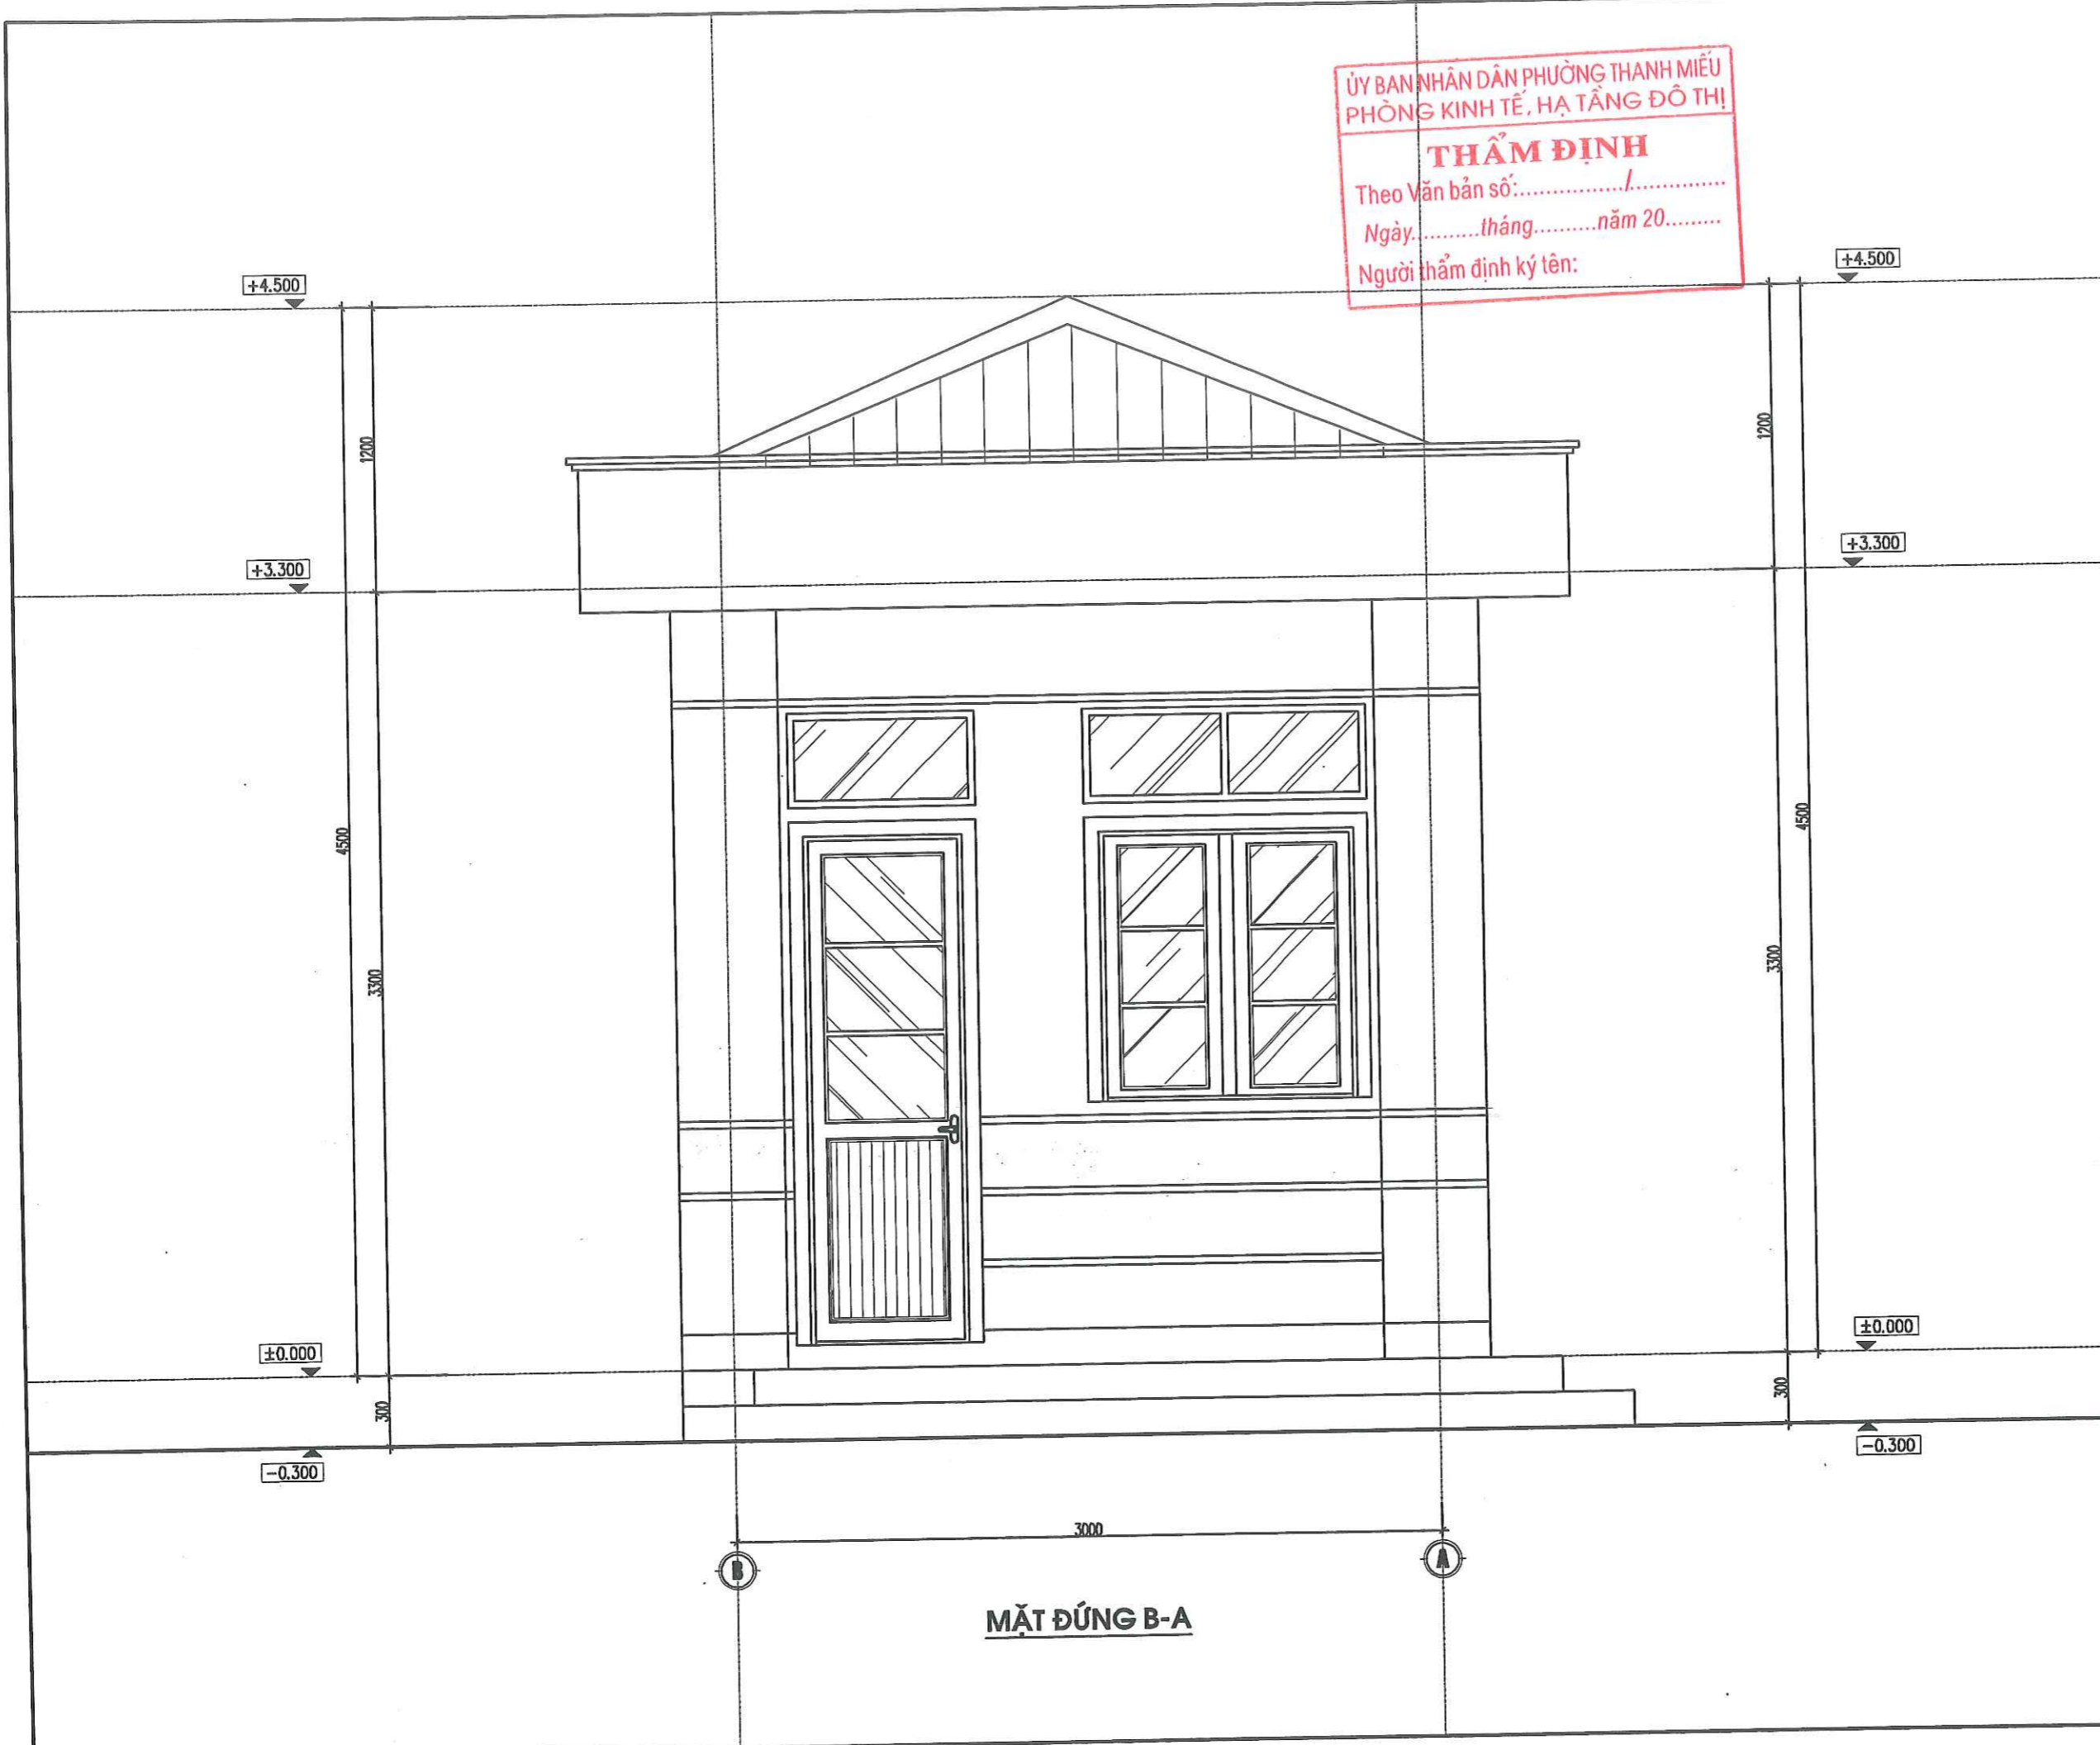 ỦY BAN NHÂN DÂN PHƯỜNG THANH MIẾU
PHÒNG KINH TẾ, HẠ TẦNG ĐÔ THỊ
THẨM ĐỊNH
Theo Văn bản số:................/...............
Ngày...........tháng..........năm 20.........
Người thẩm định ký tên:
+4.500
+4.500
1200
1200
+3.300
+3.300
4500
4500
3300
3300
±0.000
±0.000
300
300
-0.300
-0.300
3000
B
A
MẶT ĐỨNG B-A